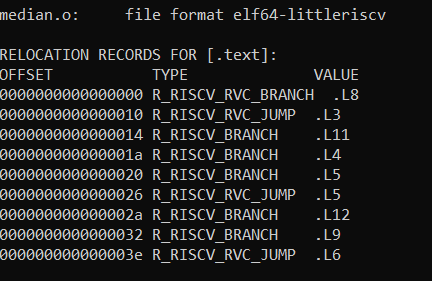 median.o:     file format elf64-littleriscv
RELOCATION RECORDS FOR [.text]:
OFFSET           TYPE              VALUE
0000000000000000 R_RISCV_RVC_BRANCH  .L8
0000000000000010 R_RISCV_RVC_JUMP  .L3
0000000000000014 R_RISCV_BRANCH    .L11
000000000000001a R_RISCV_BRANCH    .L4
0000000000000020 R_RISCV_BRANCH    .L5
0000000000000026 R_RISCV_RVC_JUMP  .L5
000000000000002a R_RISCV_BRANCH    .L12
0000000000000032 R_RISCV_BRANCH    .L9
000000000000003e R_RISCV_RVC_JUMP  .L6